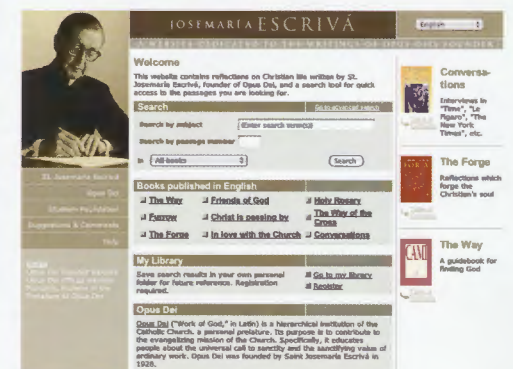 JOSEMARÍA ESCRIVÁ
English
A WEBSITE DEDICATED TO THE WRITINGS OF OPUS DEI'S FOUNDER
Welcome
This website contains reflections on Christian life written by St.
Josemaría Escrivá, founder of Opus Dei, and a search tool for quick
access to the passages you are looking for.
Search
Go to advanced search
Search by subject
(Enter search term(s))
Search by passage number
in
All books
Search
St. Josemaría Escrivá
Opus Dei
Suggestions & Comments
Help
Books published in English
The Way
Friends of God
Holy Rosary
Furrow
Christ is passing by
The Way of the
Cross
The Forge
In love with the Church
Conversations
My Library
Save search results in your own personal
folder for future reference. Registration
required.
Go to my library
Register
Opus Dei
Opus Dei ("Work of God," in Latin) is a hierarchical institution of the
Catholic Church, a personal prelature. Its purpose is to contribute to
the evangelizing mission of the Church. Specifically, it educates
people about the universal call to sanctity and the sanctifying value of
ordinary work. Opus Dei was founded by Saint Josemaría Escrivá in
1928.
Conversa-
tions
Interviews in
"Time", "Le
Figaro", "The
New York
Times", etc.
The Forge
Reflections which
forge the
Christian's soul
The Way
A guidebook for
finding God
CAMI